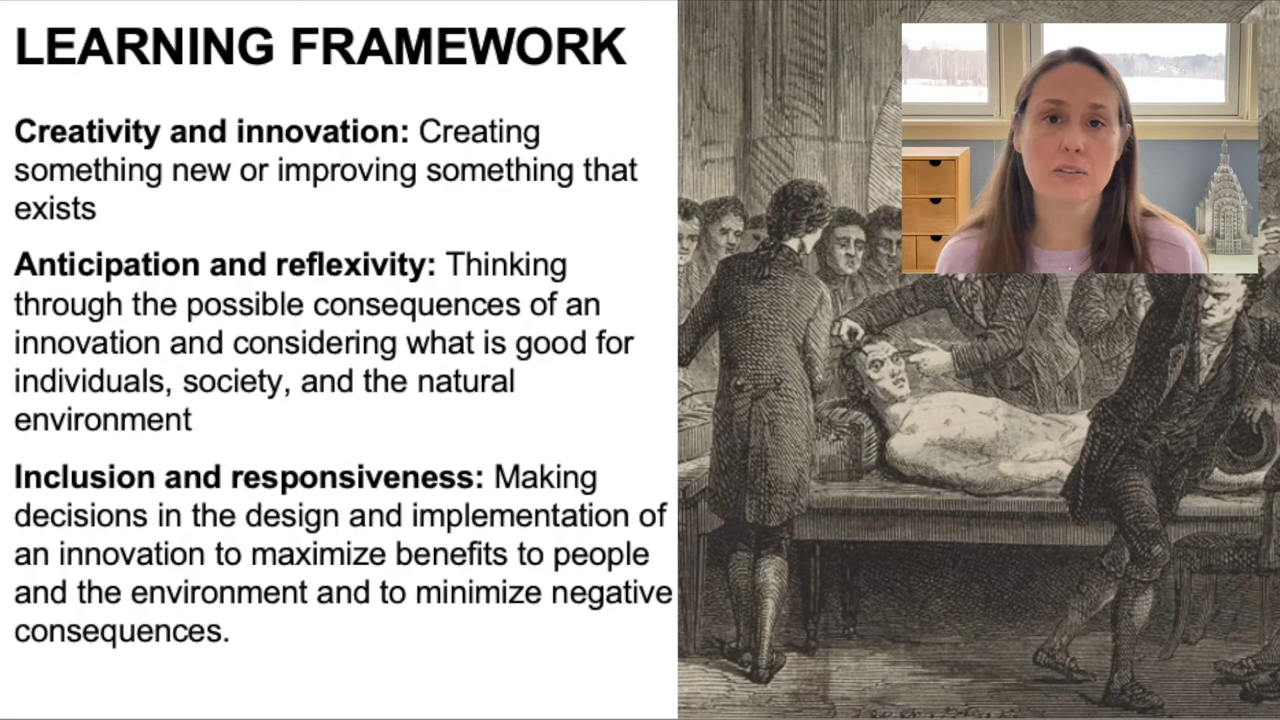 LEARNING FRAMEWORK
Creativity and innovation: Creating
something new or improving something that
exists
Anticipation and reflexivity: Thinking
through the possible consequences of an
innovation and considering what is good for
individuals, society, and the natural
environment
Inclusion and responsiveness: Making
decisions in the design and implementation of
an innovation to maximize benefits to people
and the environment and to minimize negative
consequences.